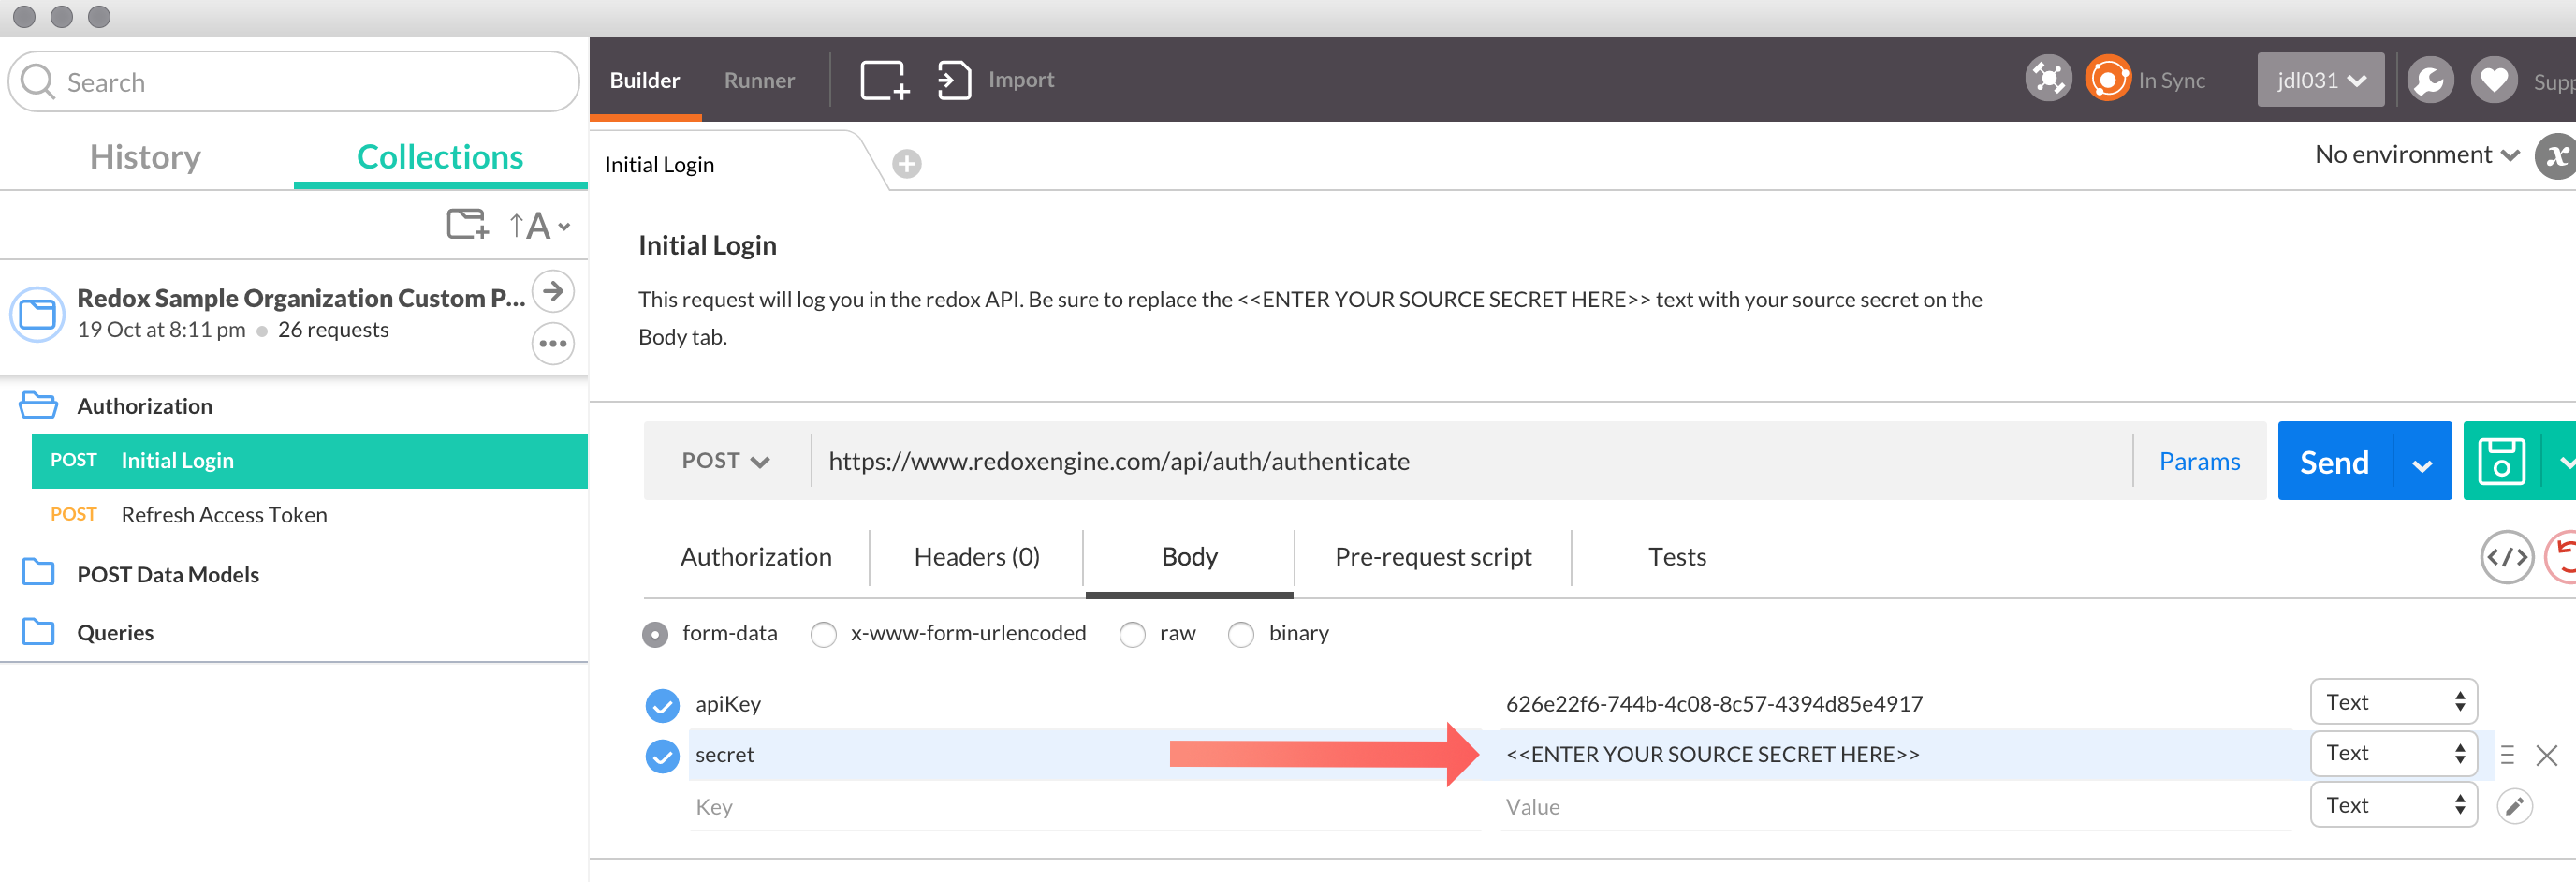 Search
History
Collections
↑A
Redox Sample Organization Custom P...
19 Oct at 8:11 pm
26 requests
Authorization
POST Initial Login
POST Refresh Access Token
POST Data Models
Queries
Builder
Runner
Import
In Sync
jdl031
Supp
Initial Login
No environment
x
Initial Login
This request will log you in the redox API. Be sure to replace the <<ENTER YOUR SOURCE SECRET HERE>> text with your source secret on the
Body tab.
POST
https://www.redoxengine.com/api/auth/authenticate
Params
Send
Authorization
Headers (0)
Body
Pre-request script
Tests
</>
form-data
x-www-form-urlencoded
raw
binary
apiKey
626e22f6-744b-4c08-8c57-4394d85e4917
Text
secret
<<ENTER YOUR SOURCE SECRET HERE>>
Text
Key
Value
Text